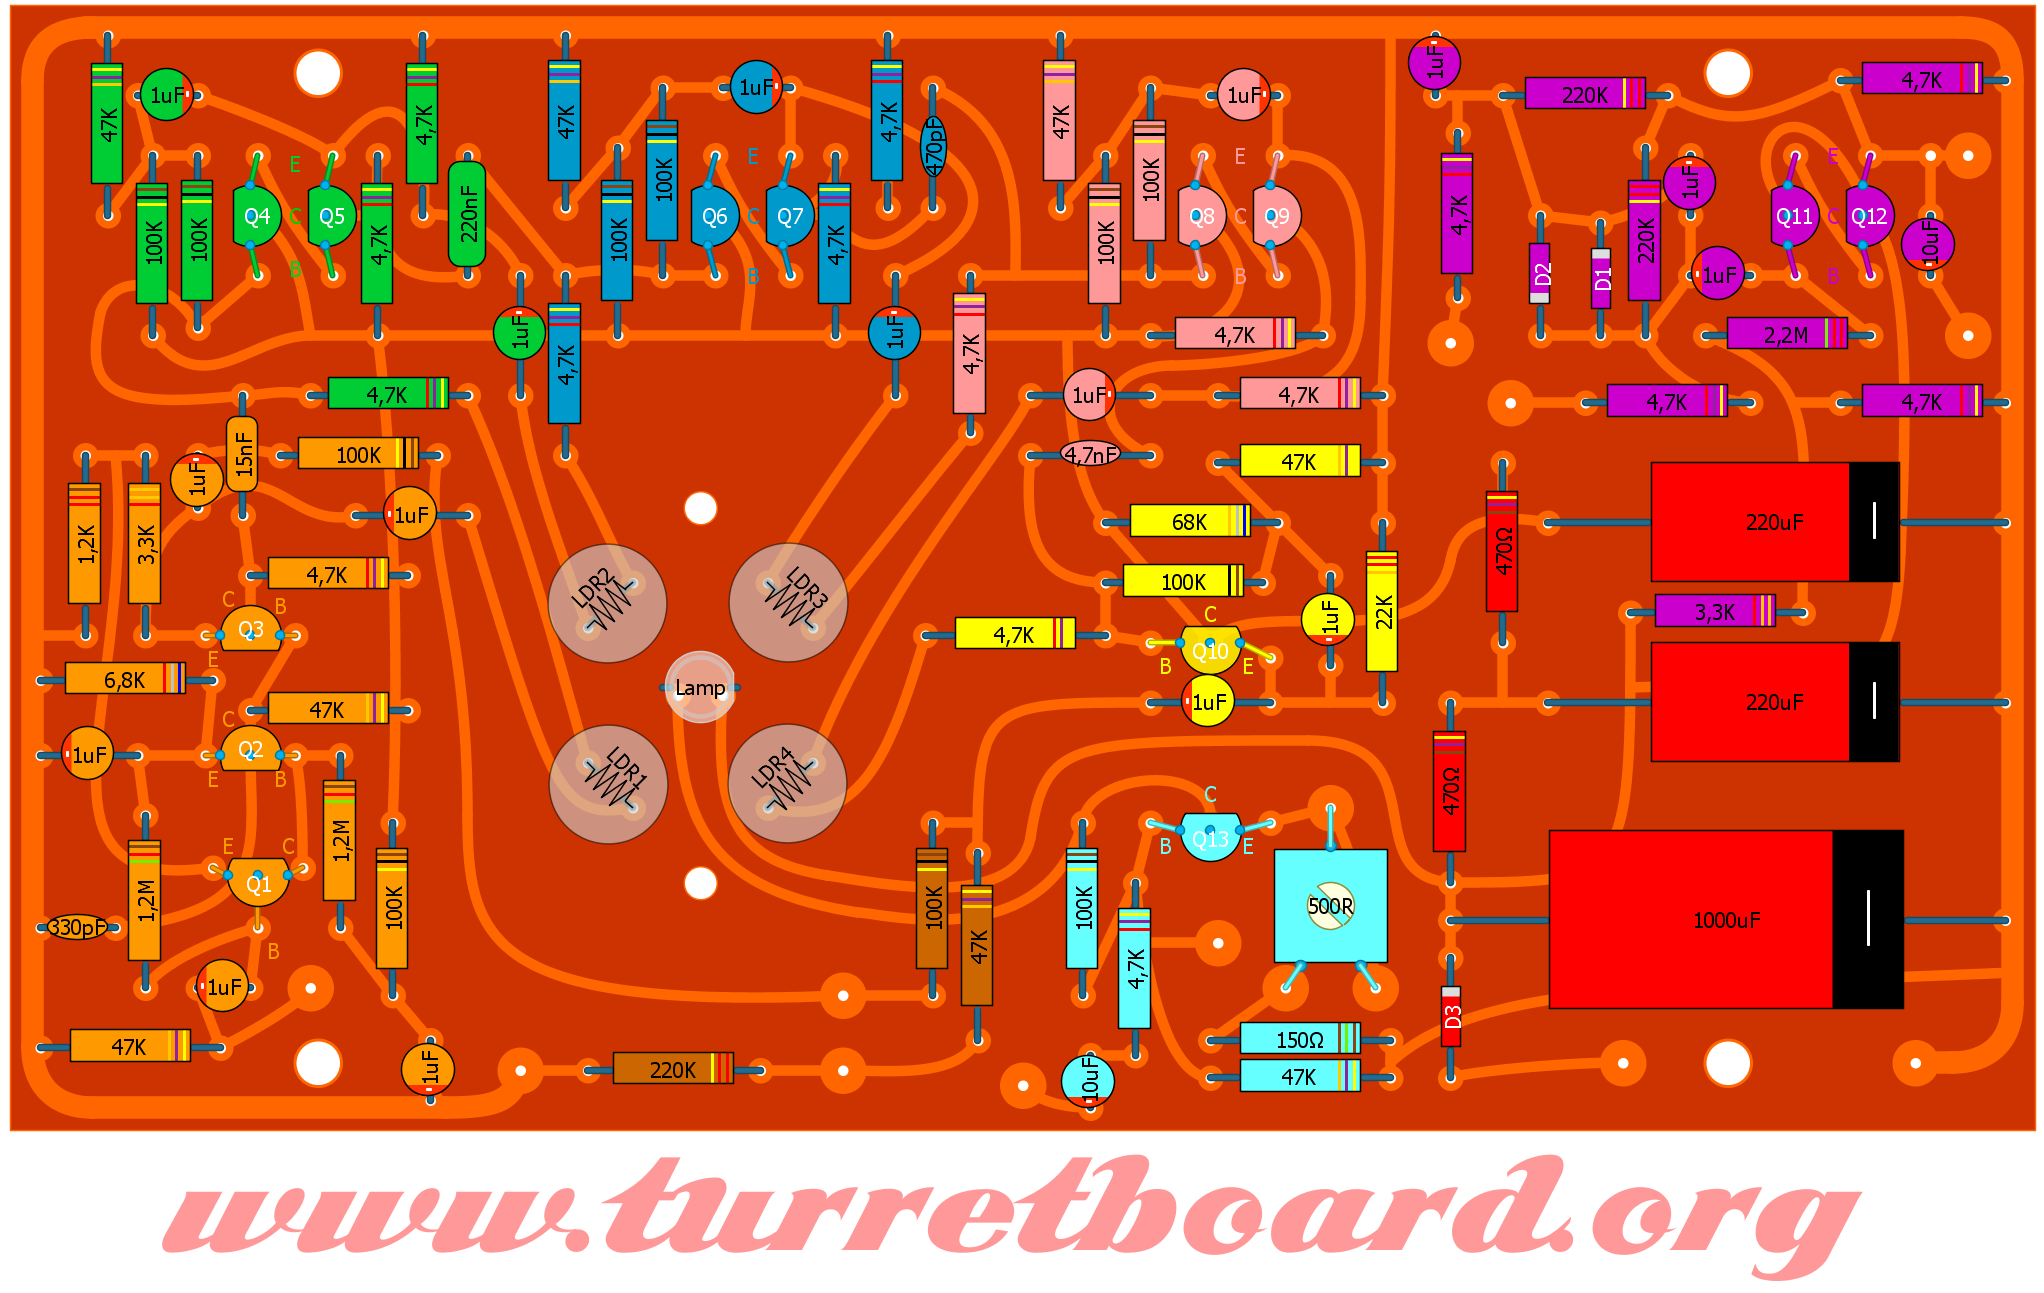 1uF
47K
4,7K
47K
1uF
4,7K
470pF
47K
1uF
1uF
220K
4,7K
100K
100K
Q4
Q5
E
C
B
4,7K
220nF
100K
100K
Q6
Q7
E
C
B
4,7K
100K
100K
Q8
Q9
E
C
B
4,7K
D2
D1
220K
1uF
1uF
Q11
Q12
E
C
B
10uF
1uF
4,7K
1uF
4,7K
4,7K
2,2M
4,7K
1uF
4,7K
4,7K
4,7K
1,2K
3,3K
1uF
15nF
100K
1uF
4,7nF
47K
68K
470Ω
220uF
4,7K
LDR2
LDR3
100K
22K
3,3K
C
B
Q3
E
4,7K
C
Q10
B
E
1uF
6,8K
47K
Lamp
1uF
220uF
1uF
C
Q2
E
B
1,2M
LDR1
LDR4
470Ω
1,2M
E
C
Q1
B
100K
100K
47K
100K
4,7K
C
Q13
B
E
500R
1000uF
330pF
1uF
47K
1uF
220K
10uF
150Ω
47K
D3
www.turretboard.org